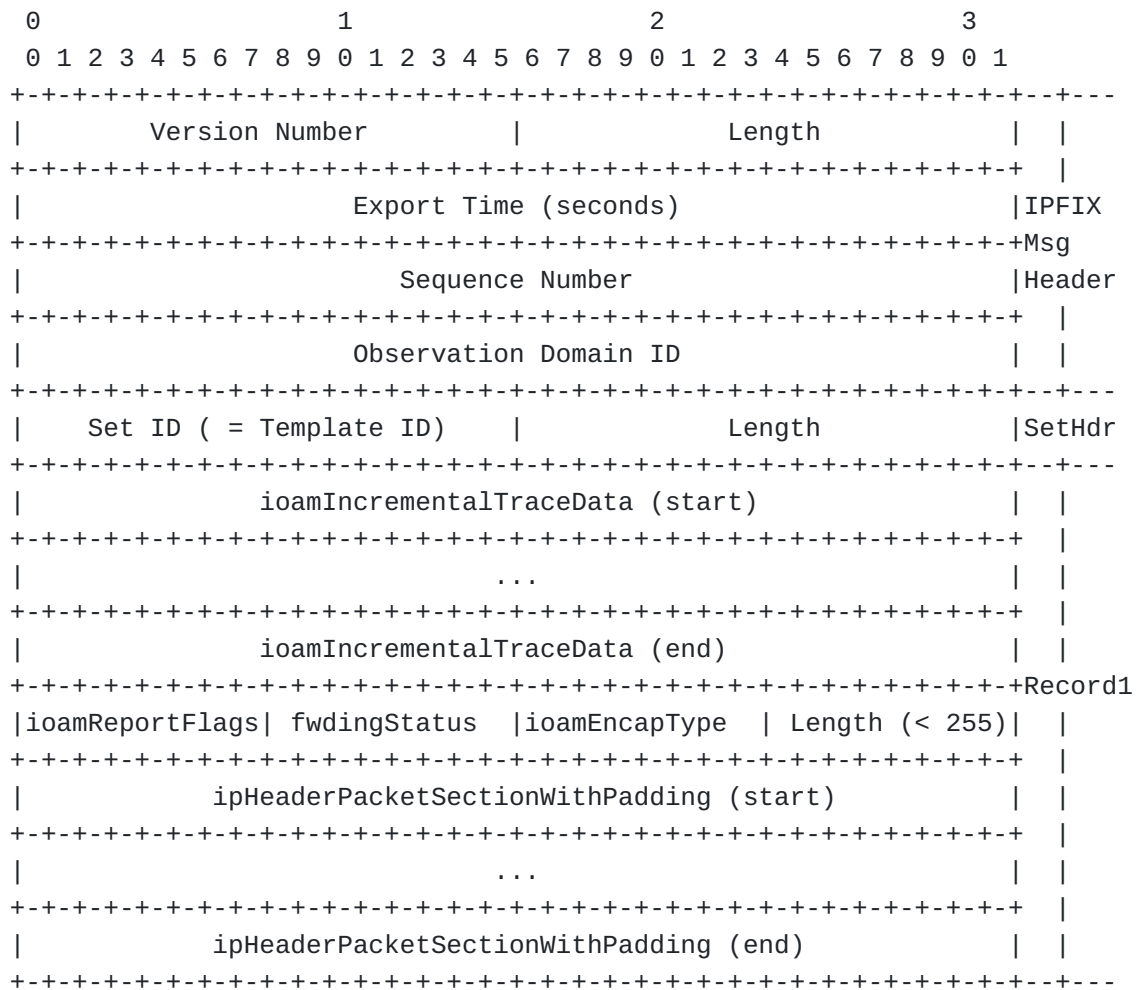 0                   1                   2                   3
 0 1 2 3 4 5 6 7 8 9 0 1 2 3 4 5 6 7 8 9 0 1 2 3 4 5 6 7 8 9 0 1
+-+-+-+-+-+-+-+-+-+-+-+-+-+-+-+-+-+-+-+-+-+-+-+-+-+-+-+-+-+-+-+-+--+---
|        Version Number         |             Length            |  |
+-+-+-+-+-+-+-+-+-+-+-+-+-+-+-+-+-+-+-+-+-+-+-+-+-+-+-+-+-+-+-+-+  |
|                     Export Time (seconds)                     |IPFIX
+-+-+-+-+-+-+-+-+-+-+-+-+-+-+-+-+-+-+-+-+-+-+-+-+-+-+-+-+-+-+-+-+Msg
|                        Sequence Number                        |Header
+-+-+-+-+-+-+-+-+-+-+-+-+-+-+-+-+-+-+-+-+-+-+-+-+-+-+-+-+-+-+-+-+  |
|                     Observation Domain ID                     |  |
+-+-+-+-+-+-+-+-+-+-+-+-+-+-+-+-+-+-+-+-+-+-+-+-+-+-+-+-+-+-+-+-+--+---
|    Set ID ( = Template ID)    |             Length            |SetHdr
+-+-+-+-+-+-+-+-+-+-+-+-+-+-+-+-+-+-+-+-+-+-+-+-+-+-+-+-+-+-+-+-+--+---
|               ioamIncrementalTraceData (start)                |  |
+-+-+-+-+-+-+-+-+-+-+-+-+-+-+-+-+-+-+-+-+-+-+-+-+-+-+-+-+-+-+-+-+  |
|                              ...                              |  |
+-+-+-+-+-+-+-+-+-+-+-+-+-+-+-+-+-+-+-+-+-+-+-+-+-+-+-+-+-+-+-+-+  |
|               ioamIncrementalTraceData (end)                  |  |
+-+-+-+-+-+-+-+-+-+-+-+-+-+-+-+-+-+-+-+-+-+-+-+-+-+-+-+-+-+-+-+-+Record1
|ioamReportFlags| fwdingStatus  |ioamEncapType  | Length (< 255)|  |
+-+-+-+-+-+-+-+-+-+-+-+-+-+-+-+-+-+-+-+-+-+-+-+-+-+-+-+-+-+-+-+-+  |
|            ipHeaderPacketSectionWithPadding (start)           |  |
+-+-+-+-+-+-+-+-+-+-+-+-+-+-+-+-+-+-+-+-+-+-+-+-+-+-+-+-+-+-+-+-+  |
|                              ...                              |  |
+-+-+-+-+-+-+-+-+-+-+-+-+-+-+-+-+-+-+-+-+-+-+-+-+-+-+-+-+-+-+-+-+  |
|            ipHeaderPacketSectionWithPadding (end)             |  |
+-+-+-+-+-+-+-+-+-+-+-+-+-+-+-+-+-+-+-+-+-+-+-+-+-+-+-+-+-+-+-+-+--+---